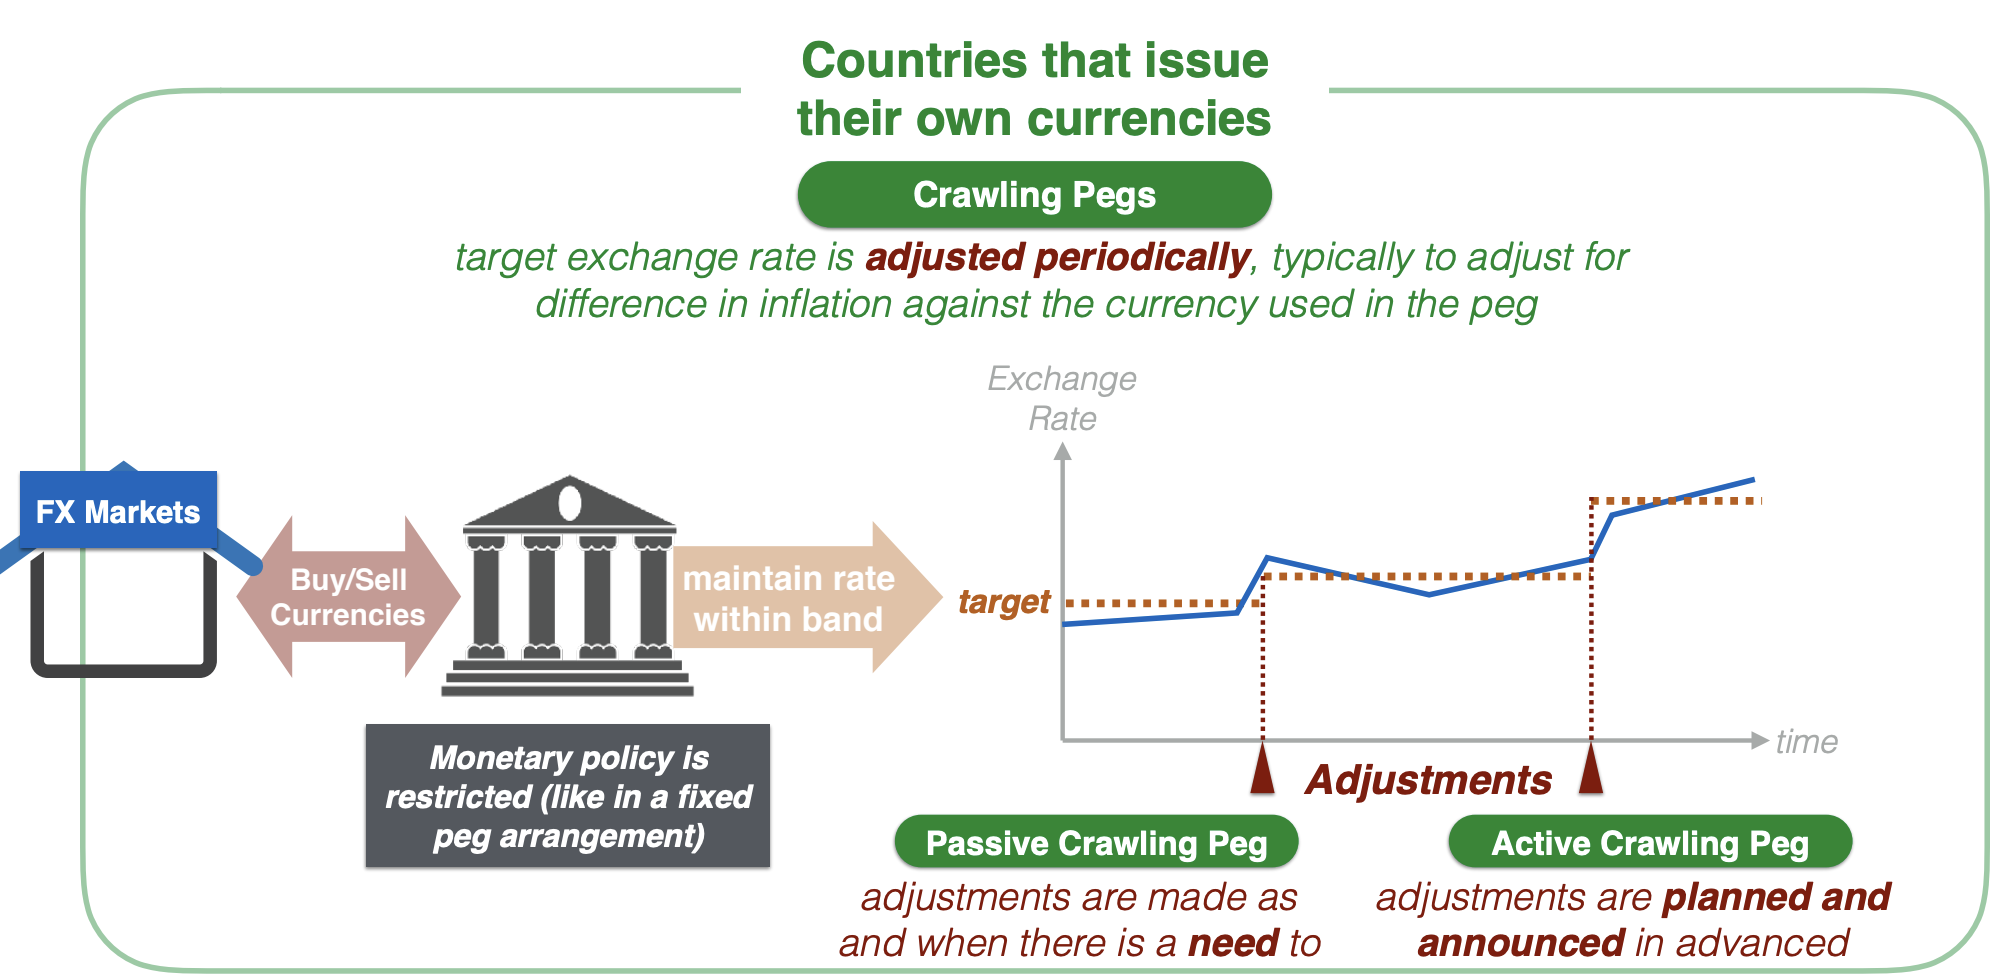 Countries that issue
their own currencies
Crawling Pegs
target exchange rate is adjusted periodically, typically to adjust for
difference in inflation against the currency used in the peg
Exchange
Rate
FX Markets
Buy/Sell
Currencies
maintain rate
within band
target
time
Monetary policy is
restricted (like in a fixed
peg arrangement)
Adjustments
Passive Crawling Peg
adjustments are made as
and when there is a need to
Active Crawling Peg
adjustments are planned and
announced in advanced